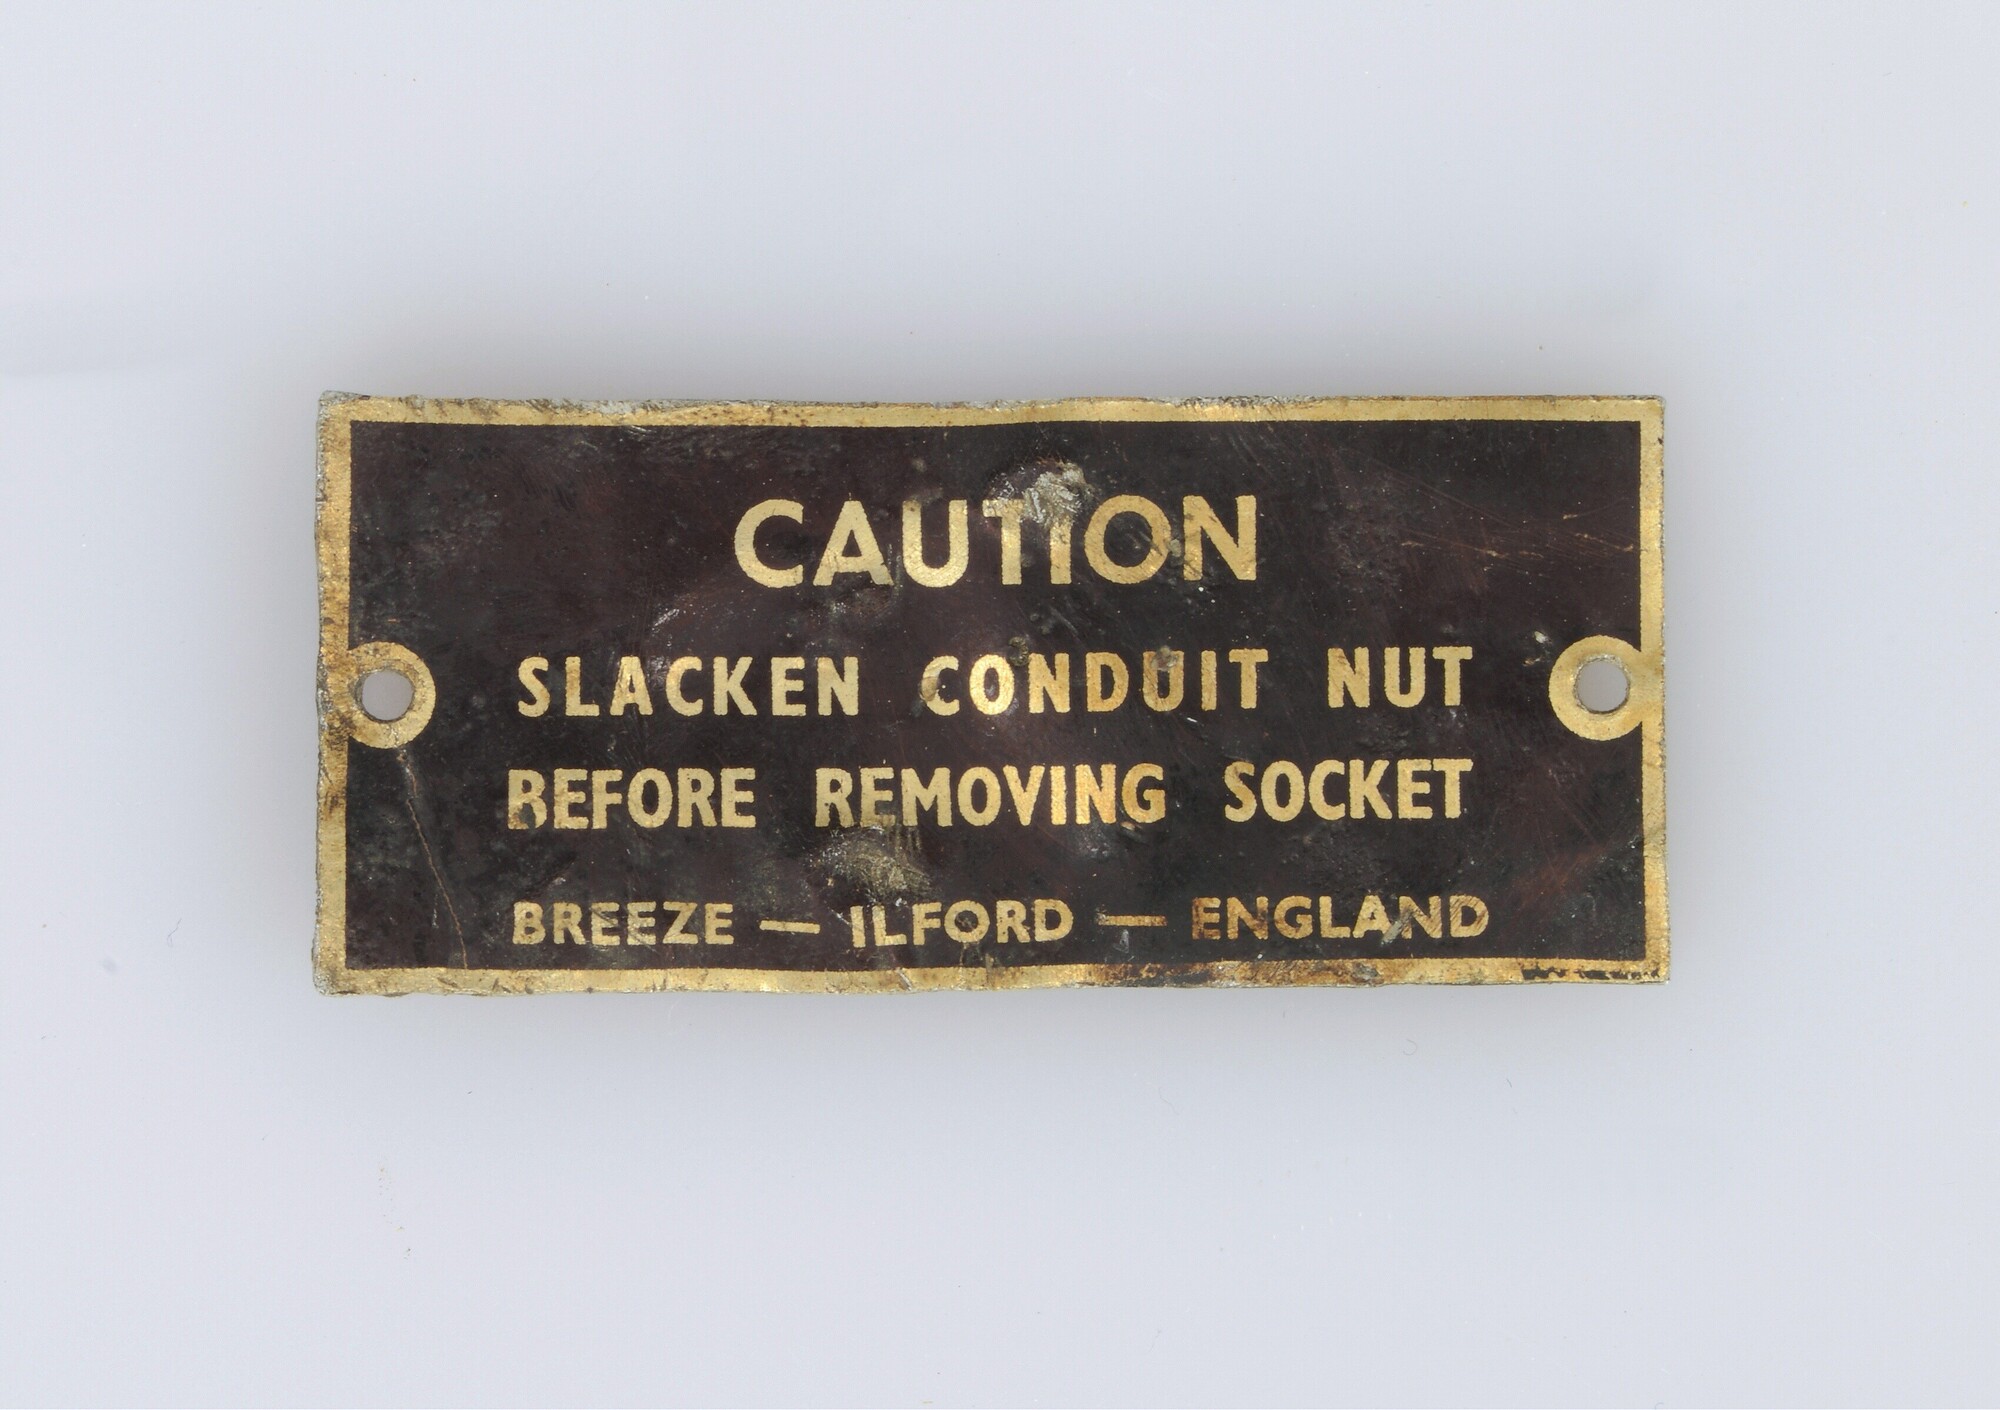 CAUTION
SLACKEN CONDUIT NUT
BEFORE REMOVING SOCKET
BREEZE — ILFORD — ENGLAND